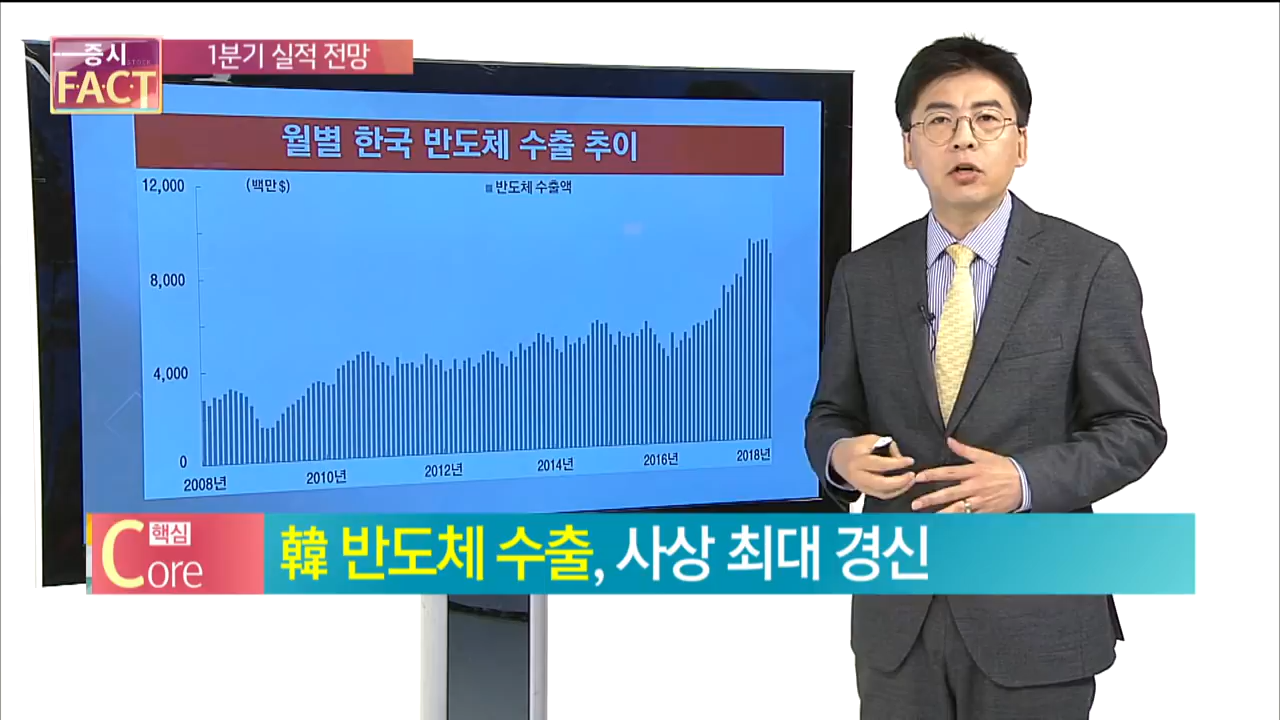 증시
STOCK
F·A·C·T
1분기 실적 전망
월별 한국 반도체 수출 추이
12,000
(백만$)
반도체 수출액
8,000
4,000
0
2008년
2010년
2012년
2014년
2016년
2018년
Core
핵심
韓 반도체 수출, 사상 최대 경신